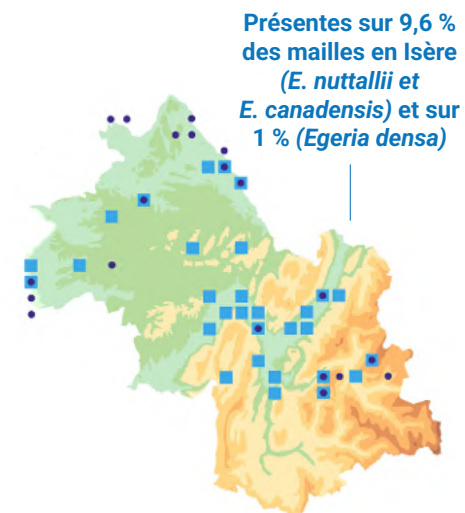 Présentes sur 9,6 %
des mailles en Isère
(E. nuttallii et
E. canadensis) et sur
1 % (Egeria densa)